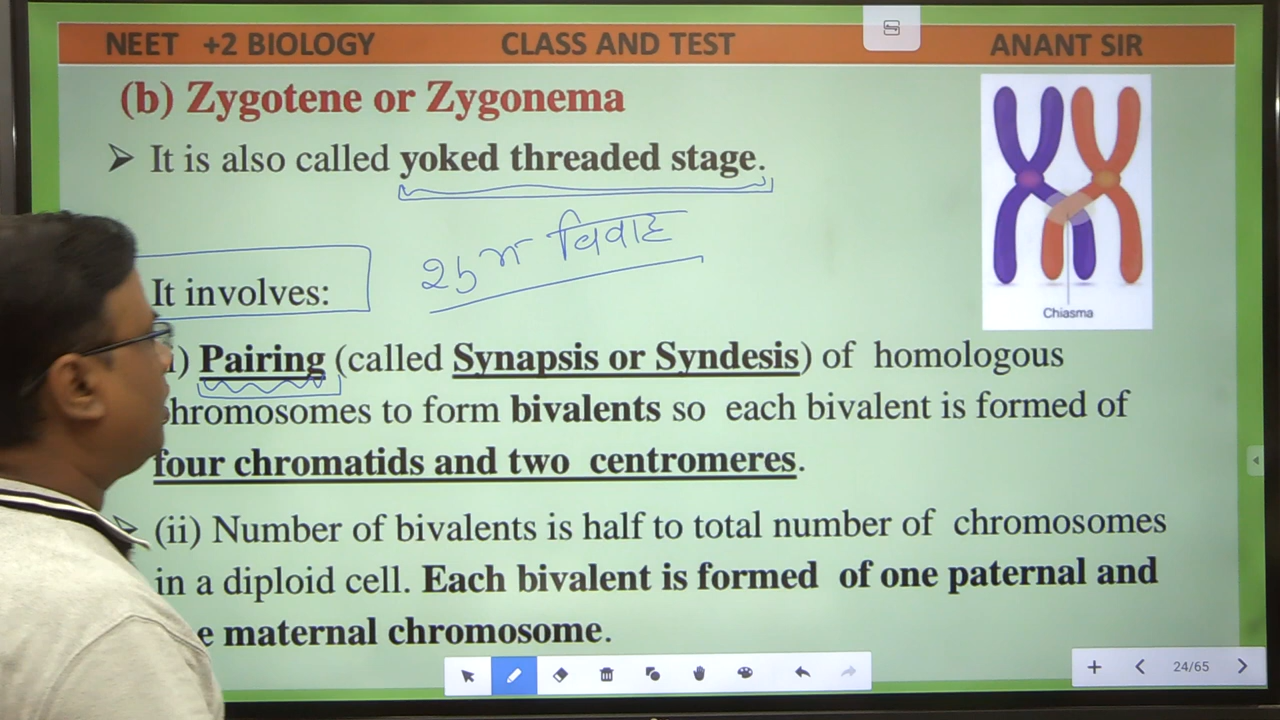 NEET +2 BIOLOGY CLASS AND TEST ANANT SIR
(b) Zygotene or Zygonema
➤ It is also called yoked threaded stage.
विवाह
It involves:
) Pairing (called Synapsis or Syndesis) of homologous
hromosomes to form bivalents so each bivalent is formed of
four chromatids and two centromeres.
➤ (ii) Number of bivalents is half to total number of chromosomes
in a diploid cell. Each bivalent is formed of one paternal and
e maternal chromosome.
Chiasma
24/65